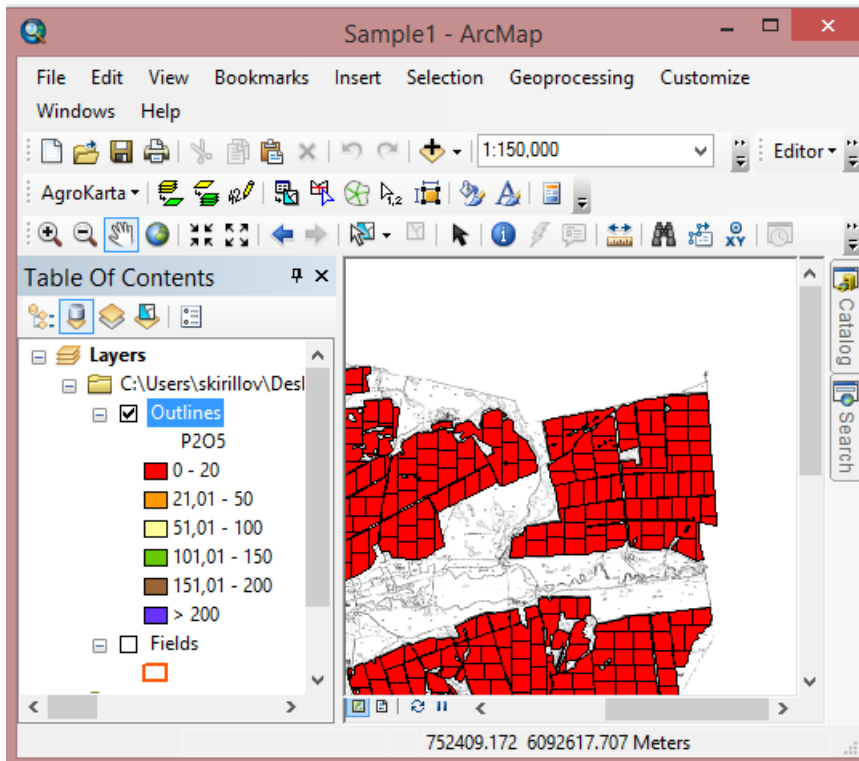 Sample1 - ArcMap
File Edit View Bookmarks Insert Selection Geoprocessing Customize
Windows Help
1:150,000 Editor
AgroKarta
Table Of Contents
Layers
C:\Users\skirillov\Desl
Outlines
P2O5
0 - 20
21,01 - 50
51,01 - 100
101,01 - 150
151,01 - 200
> 200
Fields
Catalog
Search
752409.172 6092617.707 Meters